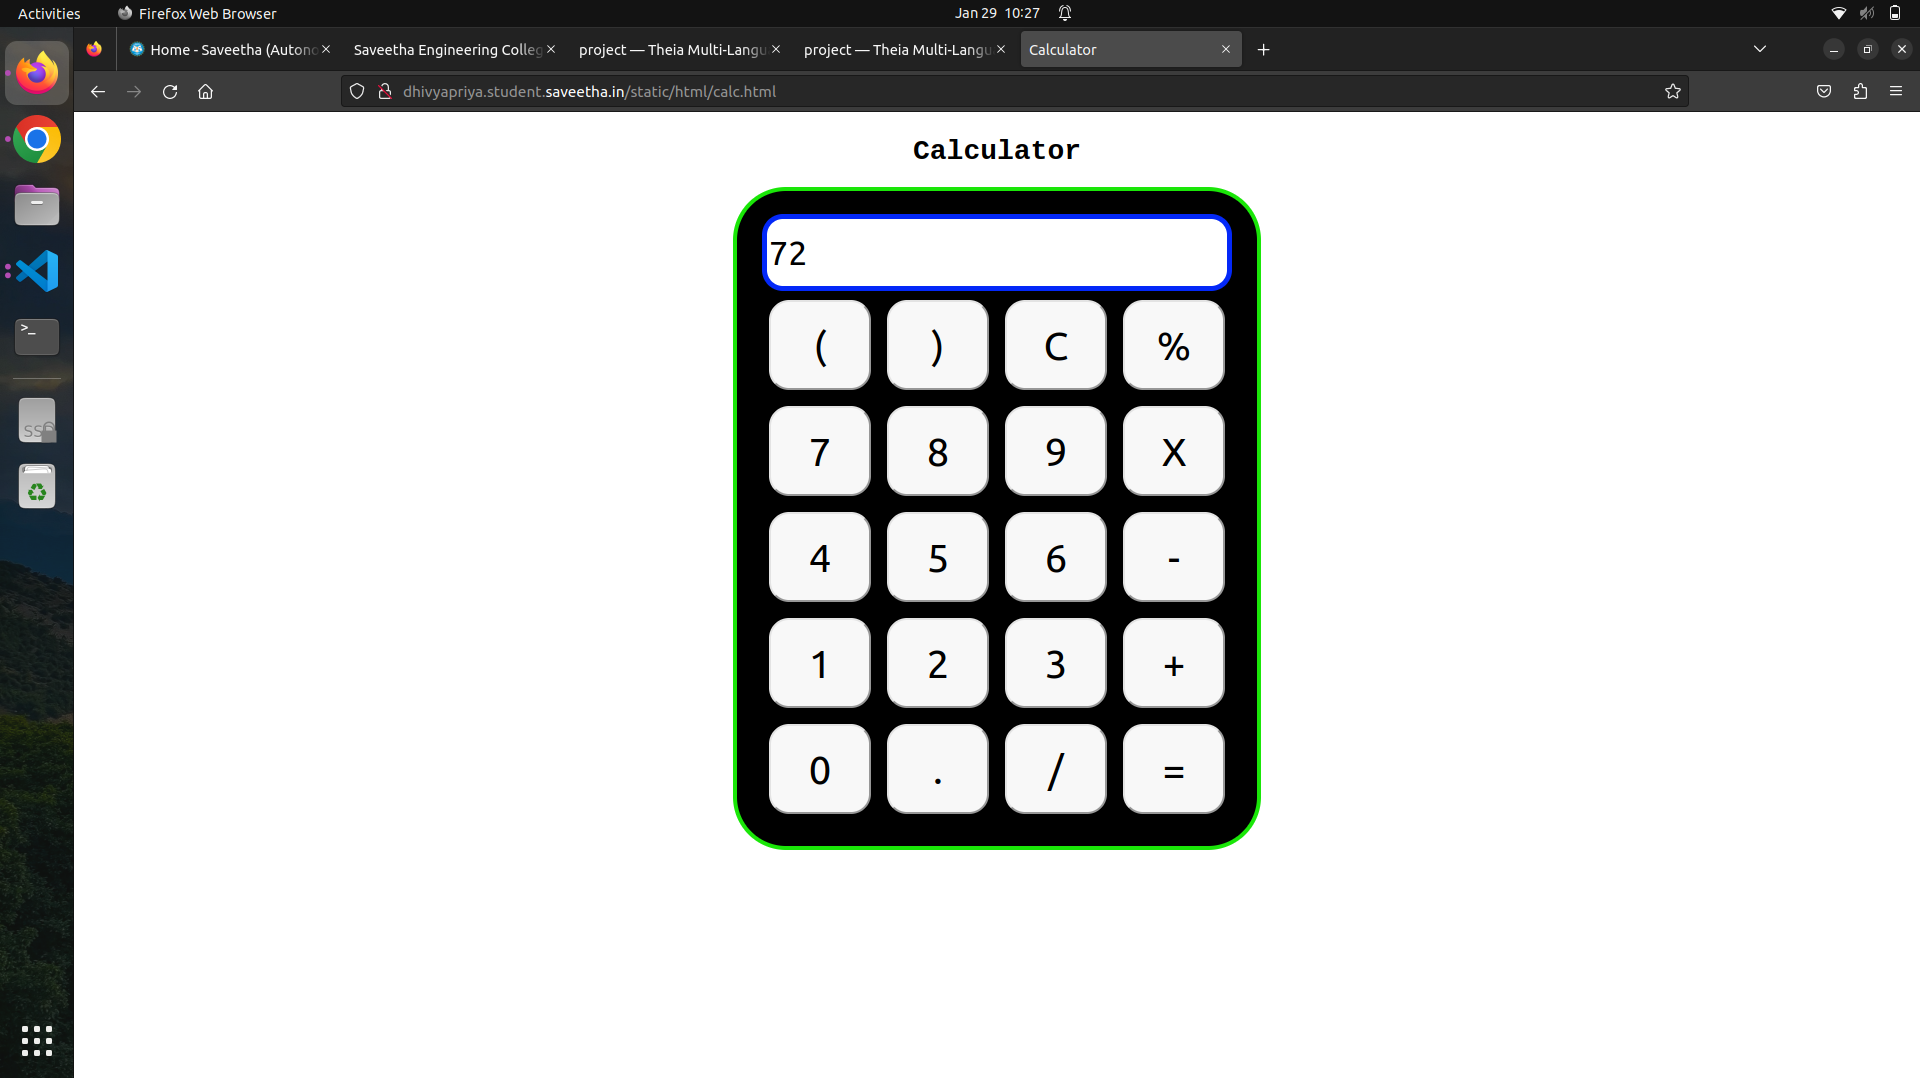 Activities
Firefox Web Browser
Jan 29 10:27
Home - Saveetha (Autono
Saveetha Engineering Colleg
project — Theia Multi-Langu
project — Theia Multi-Langu
Calculator
dhivyapriya.student.saveetha.in/static/html/calc.html
Calculator
72
( ) C %
7 8 9 X
4 5 6 -
1 2 3 +
0 . / =
>_